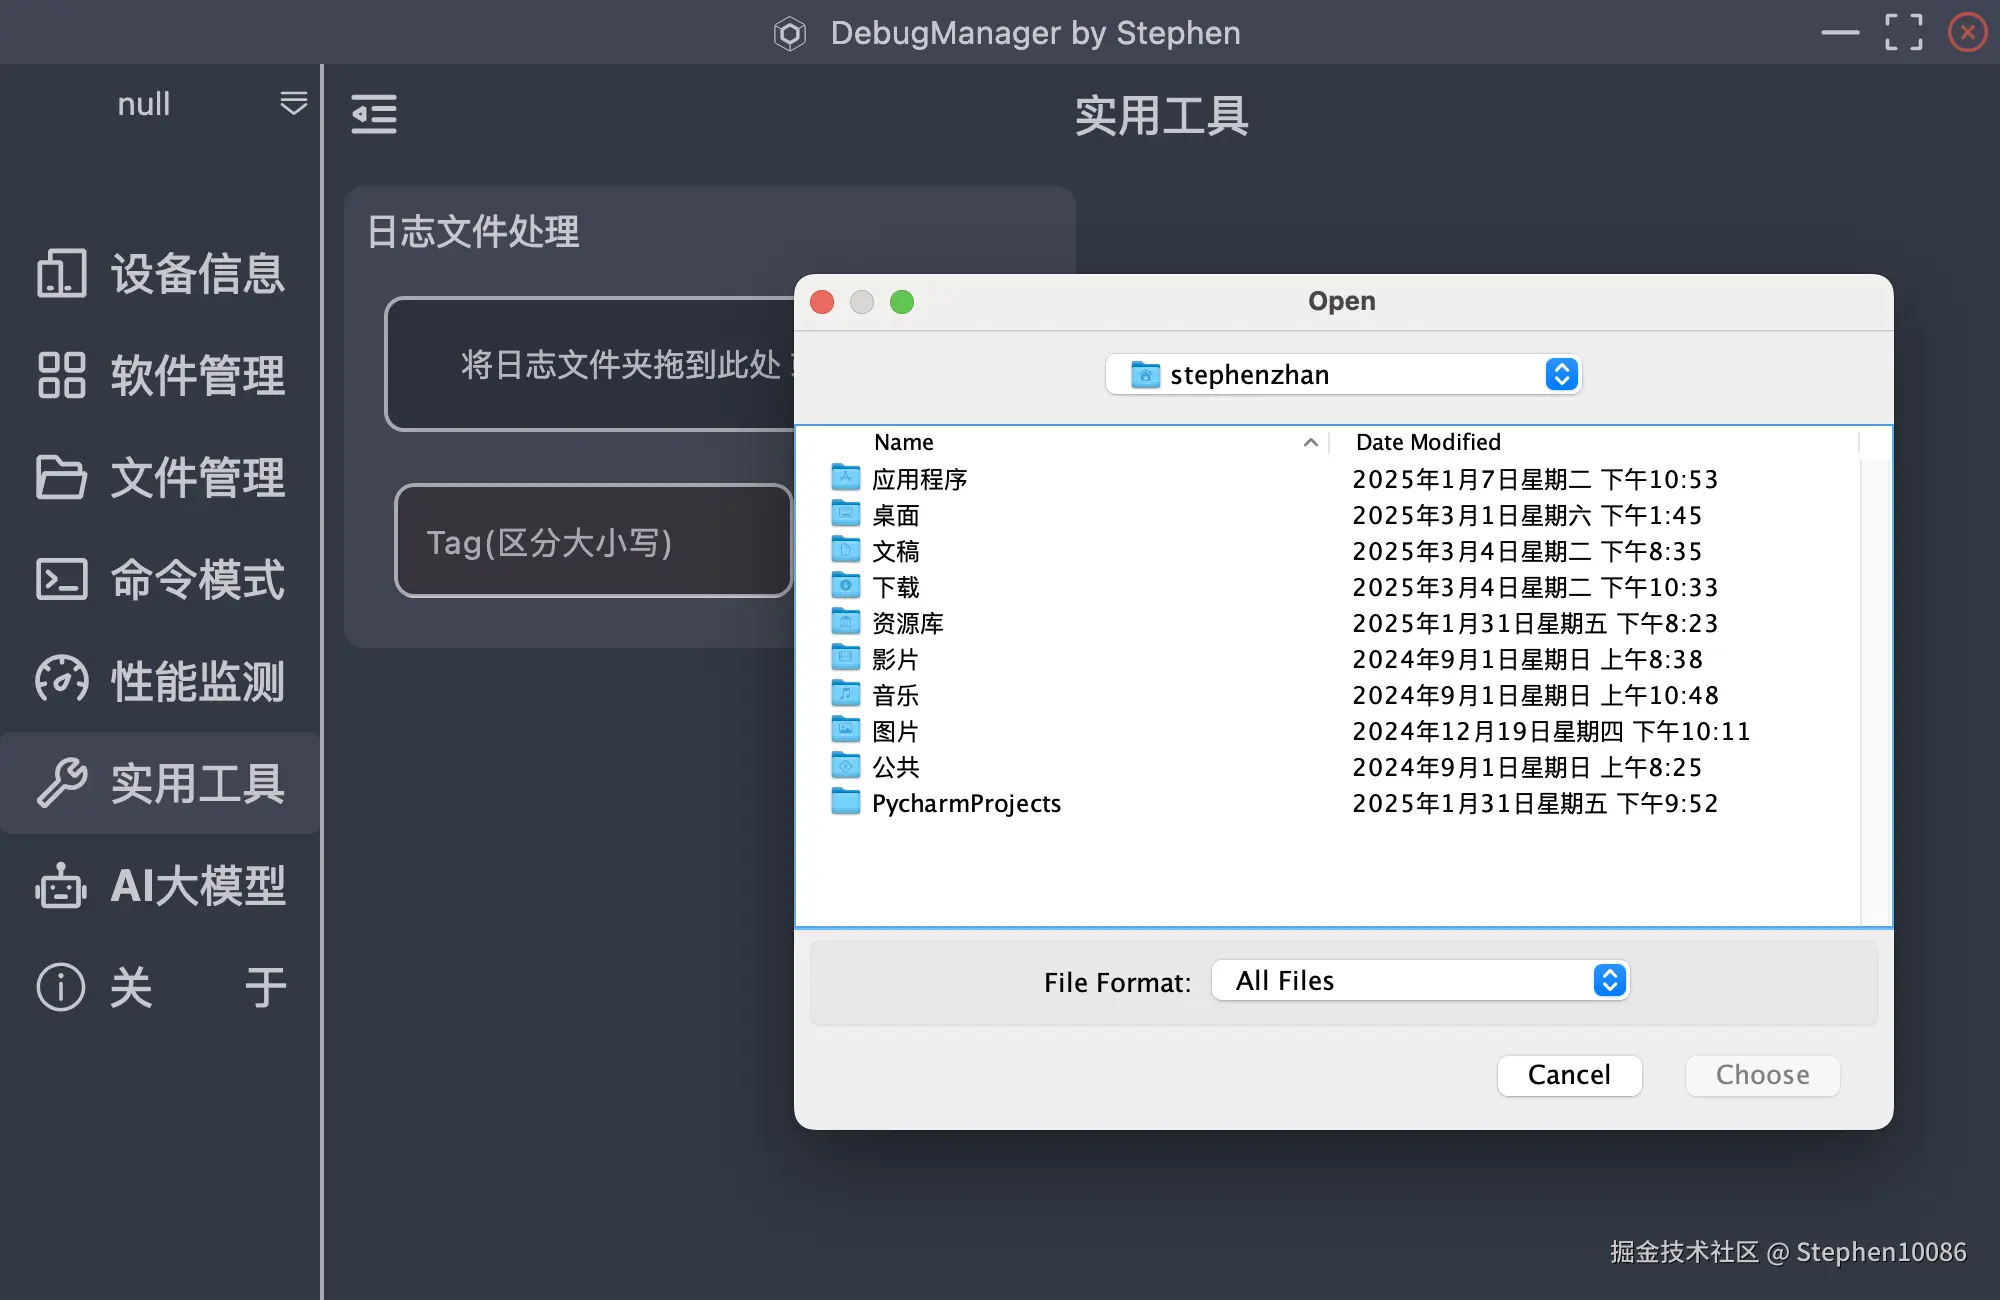 DebugManager by Stephen
null
实用工具
设备信息
软件管理
文件管理
命令模式
性能监测
实用工具
AI大模型
关 于
日志文件处理
将日志文件夹拖到此处
Tag(区分大小写)
Open
stephenzhan
Name Date Modified
应用程序 2025年1月7日星期二 下午10:53
桌面 2025年3月1日星期六 下午1:45
文稿 2025年3月4日星期二 下午8:35
下载 2025年3月4日星期二 下午10:33
资源库 2025年1月31日星期五 下午8:23
影片 2024年9月1日星期日 上午8:38
音乐 2024年9月1日星期日 上午10:48
图片 2024年12月19日星期四 下午10:11
公共 2024年9月1日星期日 上午8:25
PycharmProjects 2025年1月31日星期五 下午9:52
File Format: All Files
Cancel Choose
掘金技术社区 @ Stephen10086